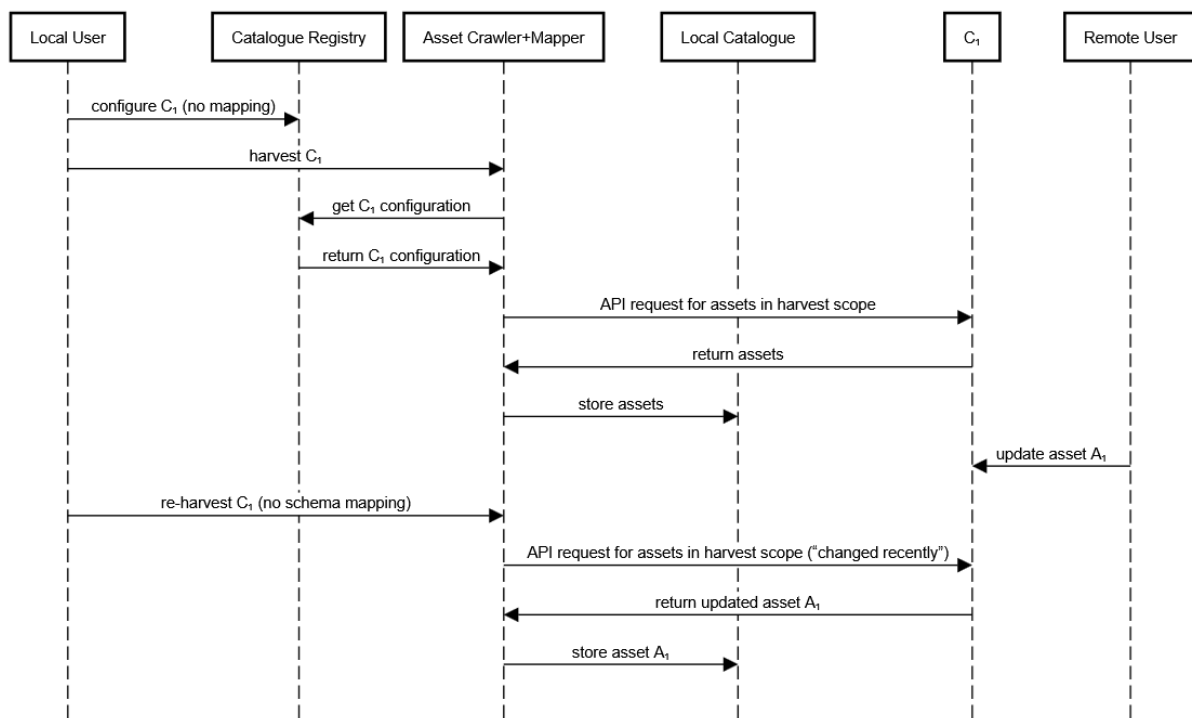 Local User
Catalogue Registry
Asset Crawler+Mapper
Local Catalogue
C₁
Remote User
configure C₁ (no mapping)
harvest C₁
get C₁ configuration
return C₁ configuration
API request for assets in harvest scope
return assets
store assets
update asset A₁
re-harvest C₁ (no schema mapping)
API request for assets in harvest scope (“changed recently”)
return updated asset A₁
store asset A₁